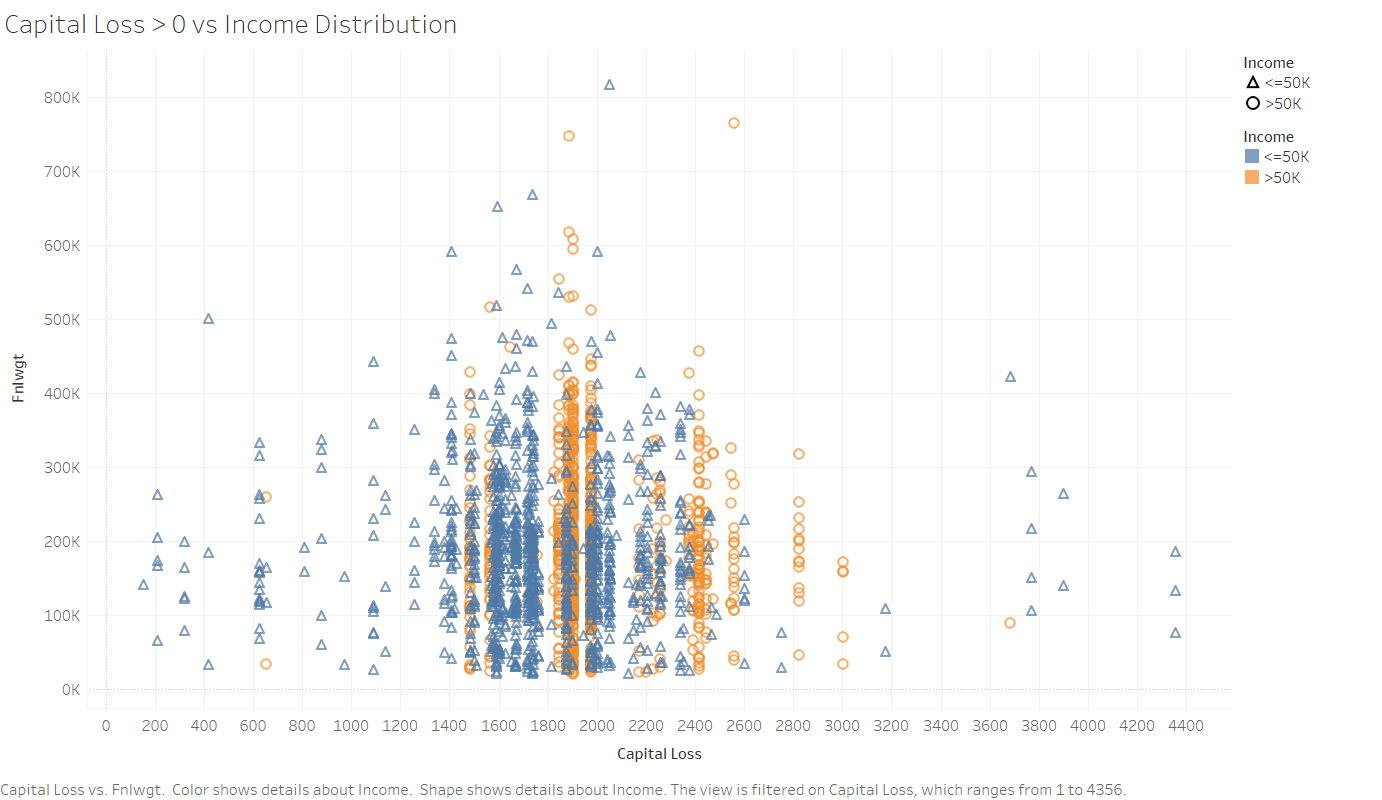 Capital Loss > 0 vs Income Distribution
Income
<=50K
>50K
Income
<=50K
>50K
800K
700K
600K
500K
400K
300K
200K
100K
0K
Fnlwgt
0 200 400 600 800 1000 1200 1400 1600 1800 2000 2200 2400 2600 2800 3000 3200 3400 3600 3800 4000 4200 4400
Capital Loss
Capital Loss vs. Fnlwgt.  Color shows details about Income.  Shape shows details about Income. The view is filtered on Capital Loss, which ranges from 1 to 4356.